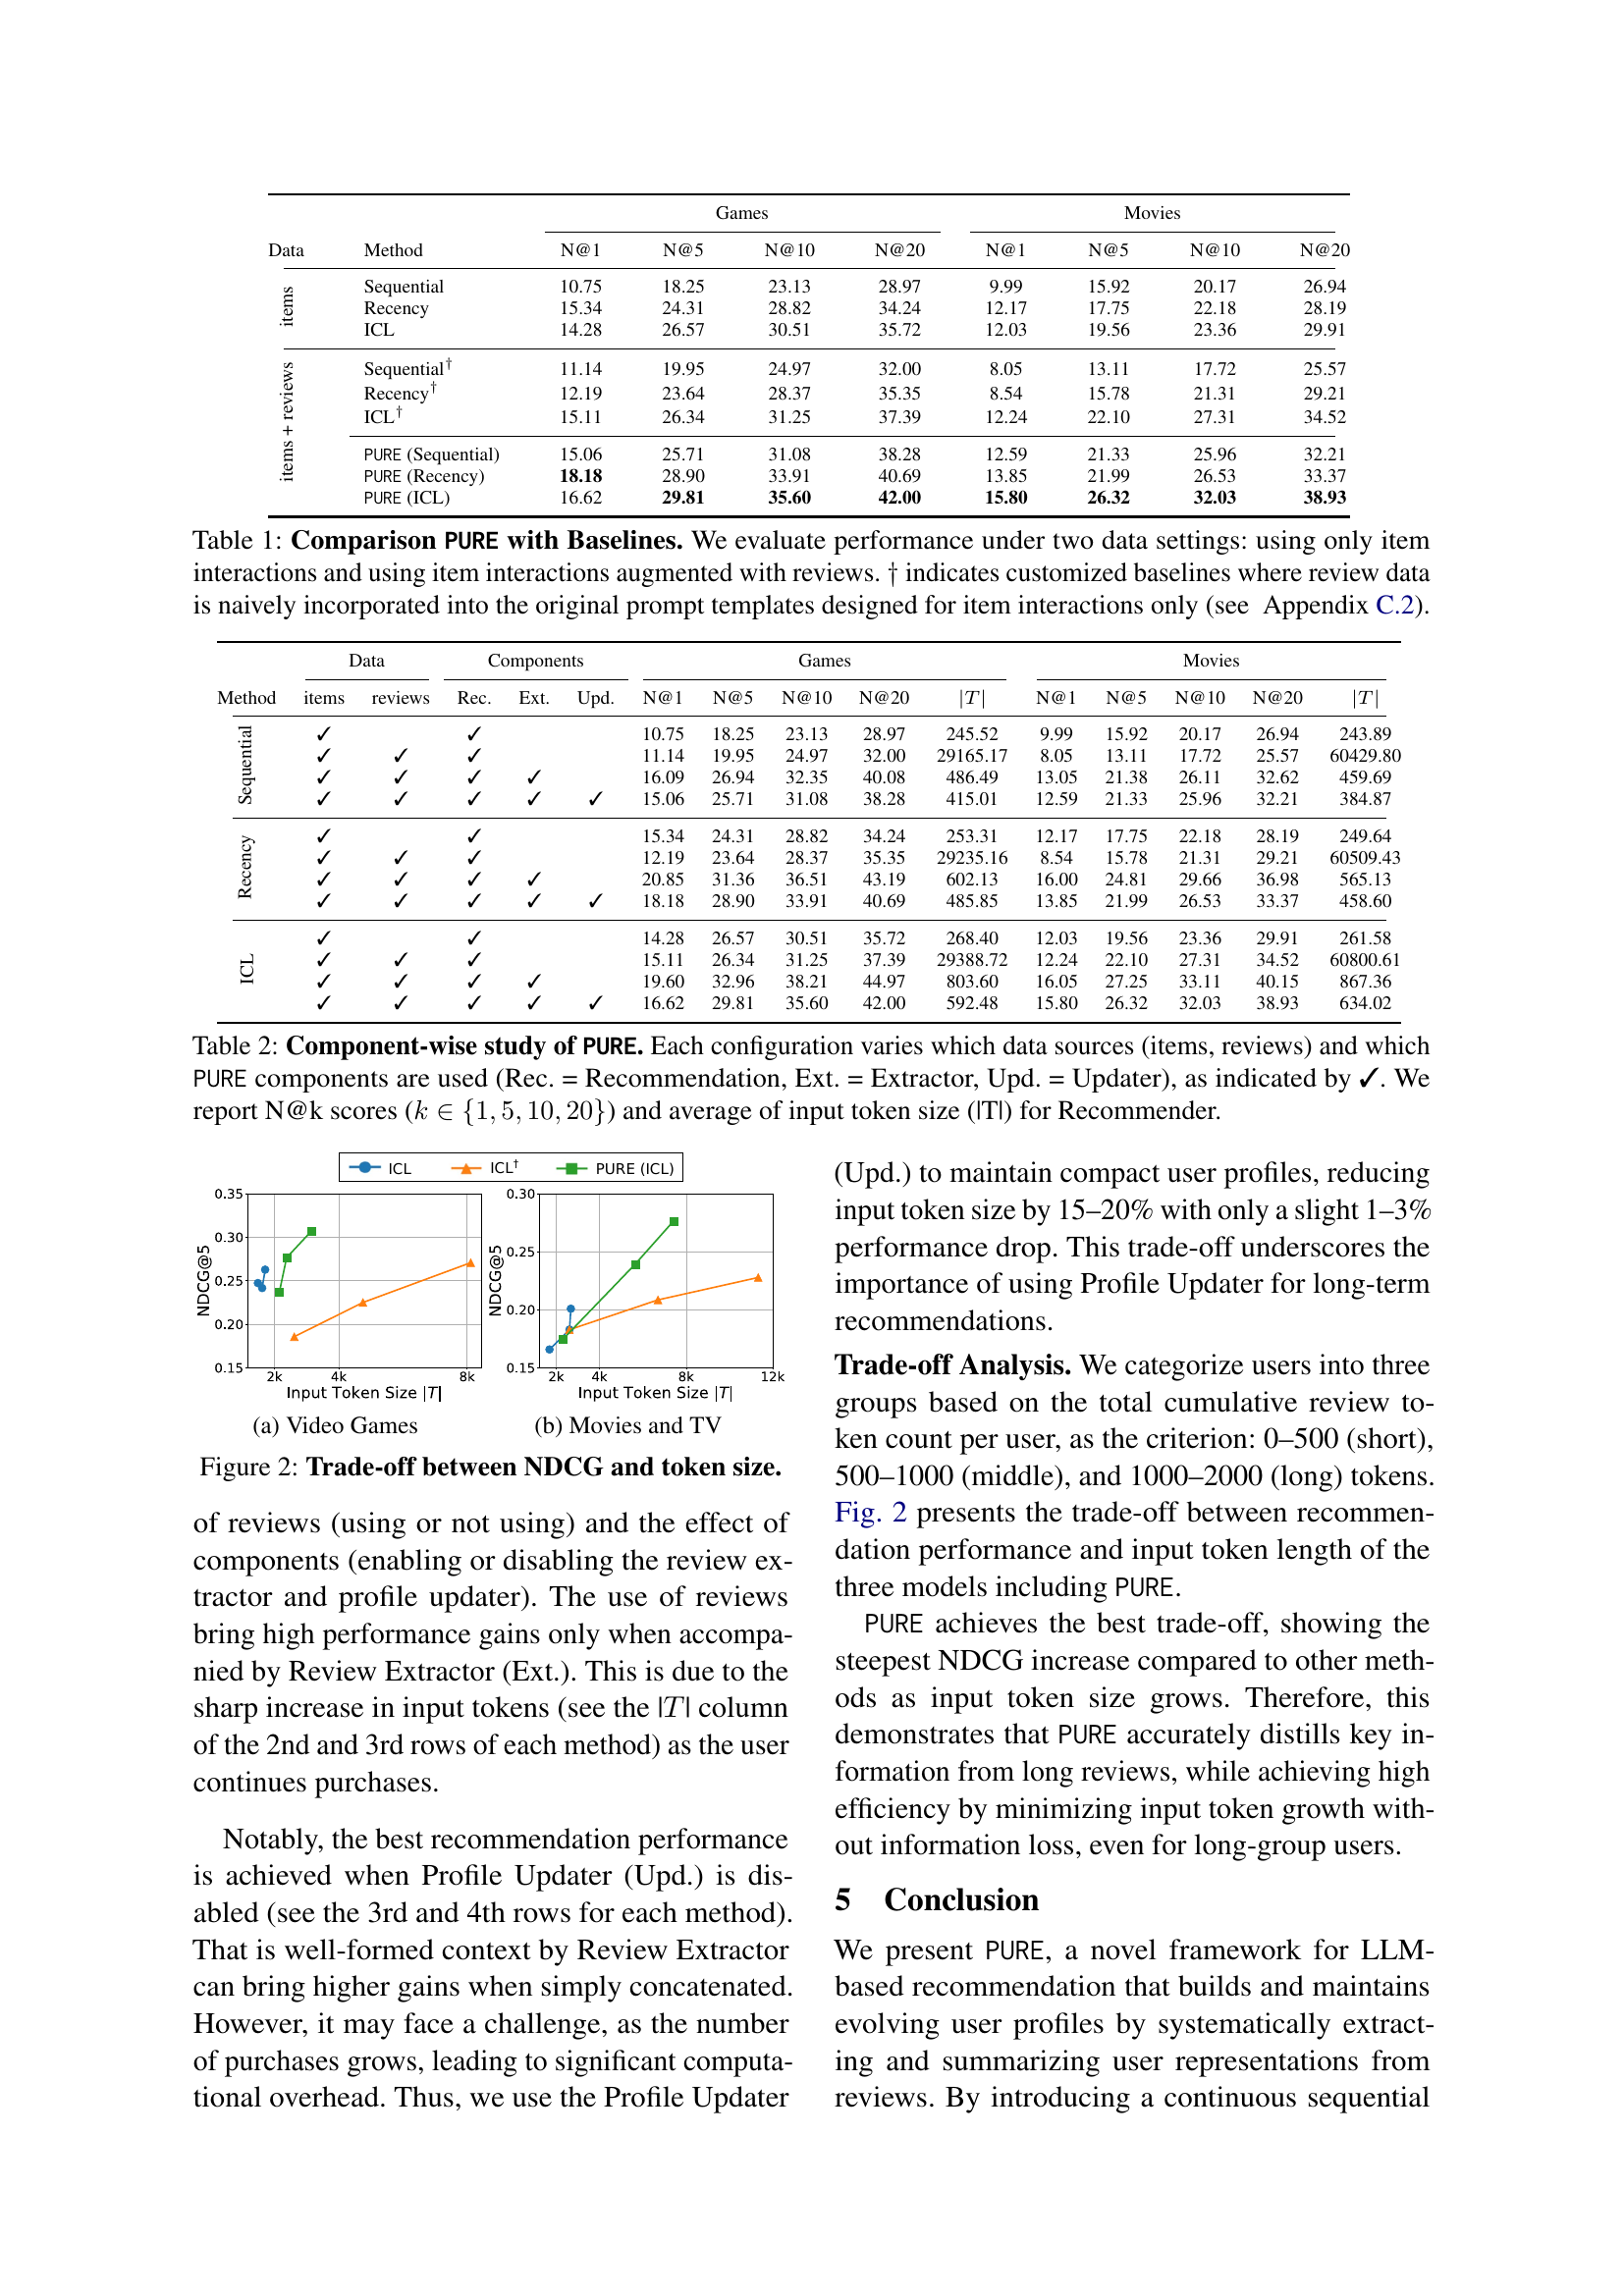 Games Movies
Data Method N@1 N@5 N@10 N@20 N@1 N@5 N@10 N@20
items
Sequential 10.75 18.25 23.13 28.97 9.99 15.92 20.17 26.94
Recency 15.34 24.31 28.82 34.24 12.17 17.75 22.18 28.19
ICL 14.28 26.57 30.51 35.72 12.03 19.56 23.36 29.91
items + reviews
Sequential† 11.14 19.95 24.97 32.00 8.05 13.11 17.72 25.57
Recency† 12.19 23.64 28.37 35.35 8.54 15.78 21.31 29.21
ICL† 15.11 26.34 31.25 37.39 12.24 22.10 27.31 34.52
PURE (Sequential) 15.06 25.71 31.08 38.28 12.59 21.33 25.96 32.21
PURE (Recency) 18.18 28.90 33.91 40.69 13.85 21.99 26.53 33.37
PURE (ICL) 16.62 29.81 35.60 42.00 15.80 26.32 32.03 38.93
Table 1: Comparison PURE with Baselines. We evaluate performance under two data settings: using only item
interactions and using item interactions augmented with reviews. † indicates customized baselines where review data
is naively incorporated into the original prompt templates designed for item interactions only (see Appendix C.2).
Data Components Games Movies
Method items reviews Rec. Ext. Upd. N@1 N@5 N@10 N@20 |T| N@1 N@5 N@10 N@20 |T|
Sequential
✓ ✓ 10.75 18.25 23.13 28.97 245.52 9.99 15.92 20.17 26.94 243.89
✓ ✓ ✓ 11.14 19.95 24.97 32.00 29165.17 8.05 13.11 17.72 25.57 60429.80
✓ ✓ ✓ ✓ 16.09 26.94 32.35 40.08 486.49 13.05 21.38 26.11 32.62 459.69
✓ ✓ ✓ ✓ ✓ 15.06 25.71 31.08 38.28 415.01 12.59 21.33 25.96 32.21 384.87
Recency
✓ ✓ 15.34 24.31 28.82 34.24 253.31 12.17 17.75 22.18 28.19 249.64
✓ ✓ ✓ 12.19 23.64 28.37 35.35 29235.16 8.54 15.78 21.31 29.21 60509.43
✓ ✓ ✓ ✓ 20.85 31.36 36.51 43.19 602.13 16.00 24.81 29.66 36.98 565.13
✓ ✓ ✓ ✓ ✓ 18.18 28.90 33.91 40.69 485.85 13.85 21.99 26.53 33.37 458.60
ICL
✓ ✓ 14.28 26.57 30.51 35.72 268.40 12.03 19.56 23.36 29.91 261.58
✓ ✓ ✓ 15.11 26.34 31.25 37.39 29388.72 12.24 22.10 27.31 34.52 60800.61
✓ ✓ ✓ ✓ 19.60 32.96 38.21 44.97 803.60 16.05 27.25 33.11 40.15 867.36
✓ ✓ ✓ ✓ ✓ 16.62 29.81 35.60 42.00 592.48 15.80 26.32 32.03 38.93 634.02
Table 2: Component-wise study of PURE. Each configuration varies which data sources (items, reviews) and which
PURE components are used (Rec. = Recommendation, Ext. = Extractor, Upd. = Updater), as indicated by ✓. We
report N@k scores (k ∈ {1, 5, 10, 20}) and average of input token size (|T|) for Recommender.
ICL ICL† PURE (ICL)
NDCG@5
0.35
0.30
0.25
0.20
0.15
2k 4k 8k
Input Token Size |T|
(a) Video Games
NDCG@5
0.30
0.25
0.20
0.15
2k 4k 8k 12k
Input Token Size |T|
(b) Movies and TV
Figure 2: Trade-off between NDCG and token size.
of reviews (using or not using) and the effect of
components (enabling or disabling the review ex-
tractor and profile updater). The use of reviews
bring high performance gains only when accompa-
nied by Review Extractor (Ext.). This is due to the
sharp increase in input tokens (see the |T| column
of the 2nd and 3rd rows of each method) as the user
continues purchases.
Notably, the best recommendation performance
is achieved when Profile Updater (Upd.) is dis-
abled (see the 3rd and 4th rows for each method).
That is well-formed context by Review Extractor
can bring higher gains when simply concatenated.
However, it may face a challenge, as the number
of purchases grows, leading to significant computa-
tional overhead. Thus, we use the Profile Updater
(Upd.) to maintain compact user profiles, reducing
input token size by 15–20% with only a slight 1–3%
performance drop. This trade-off underscores the
importance of using Profile Updater for long-term
recommendations.
Trade-off Analysis. We categorize users into three
groups based on the total cumulative review to-
ken count per user, as the criterion: 0–500 (short),
500–1000 (middle), and 1000–2000 (long) tokens.
Fig. 2 presents the trade-off between recommen-
dation performance and input token length of the
three models including PURE.
PURE achieves the best trade-off, showing the
steepest NDCG increase compared to other meth-
ods as input token size grows. Therefore, this
demonstrates that PURE accurately distills key in-
formation from long reviews, while achieving high
efficiency by minimizing input token growth with-
out information loss, even for long-group users.
5 Conclusion
We present PURE, a novel framework for LLM-
based recommendation that builds and maintains
evolving user profiles by systematically extract-
ing and summarizing user representations from
reviews. By introducing a continuous sequential